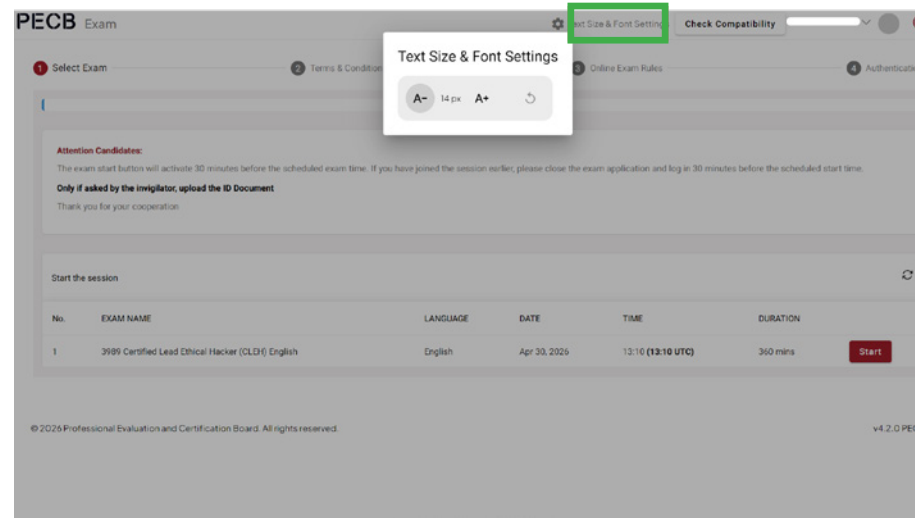 PECB Exam
Text Size & Font Setting
Check Compatibility
Text Size & Font Settings
A- 14 px A+
1 Select Exam
2 Terms & Condition
3 Online Exam Rules
4 Authenticati
Attention Candidates:
The exam start button will activate 30 minutes before the scheduled exam time. If you have joined the session earlier, please close the exam application and log in 30 minutes before the scheduled start time.
Only if asked by the invigilator, upload the ID Document
Thank you for your cooperation
Start the session
No. EXAM NAME LANGUAGE DATE TIME DURATION
1 3989 Certified Lead Ethical Hacker (CLEH) English English Apr 30, 2026 13:10 (13:10 UTC) 360 mins Start
© 2026 Professional Evaluation and Certification Board. All rights reserved.
v4.2.0 PE